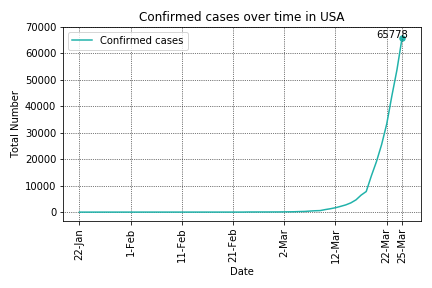 Confirmed cases over time in USA
70000
65778
Confirmed cases
60000
50000
40000
30000
20000
10000
0
Total Number
22-Jan
1-Feb
11-Feb
21-Feb
2-Mar
12-Mar
22-Mar
25-Mar
Date